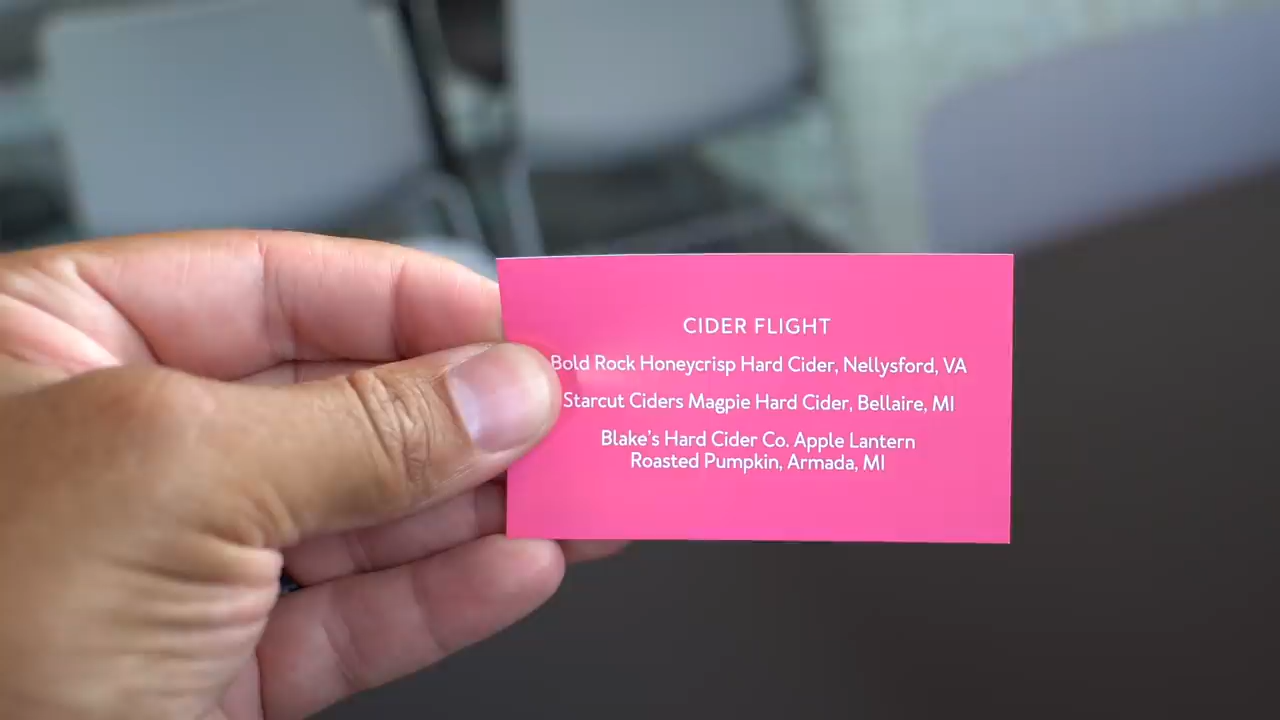 CIDER FLIGHT
Bold Rock Honeycrisp Hard Cider, Nellysford, VA
Starcut Ciders Magpie Hard Cider, Bellaire, MI
Blake's Hard Cider Co. Apple Lantern
Roasted Pumpkin, Armada, MI